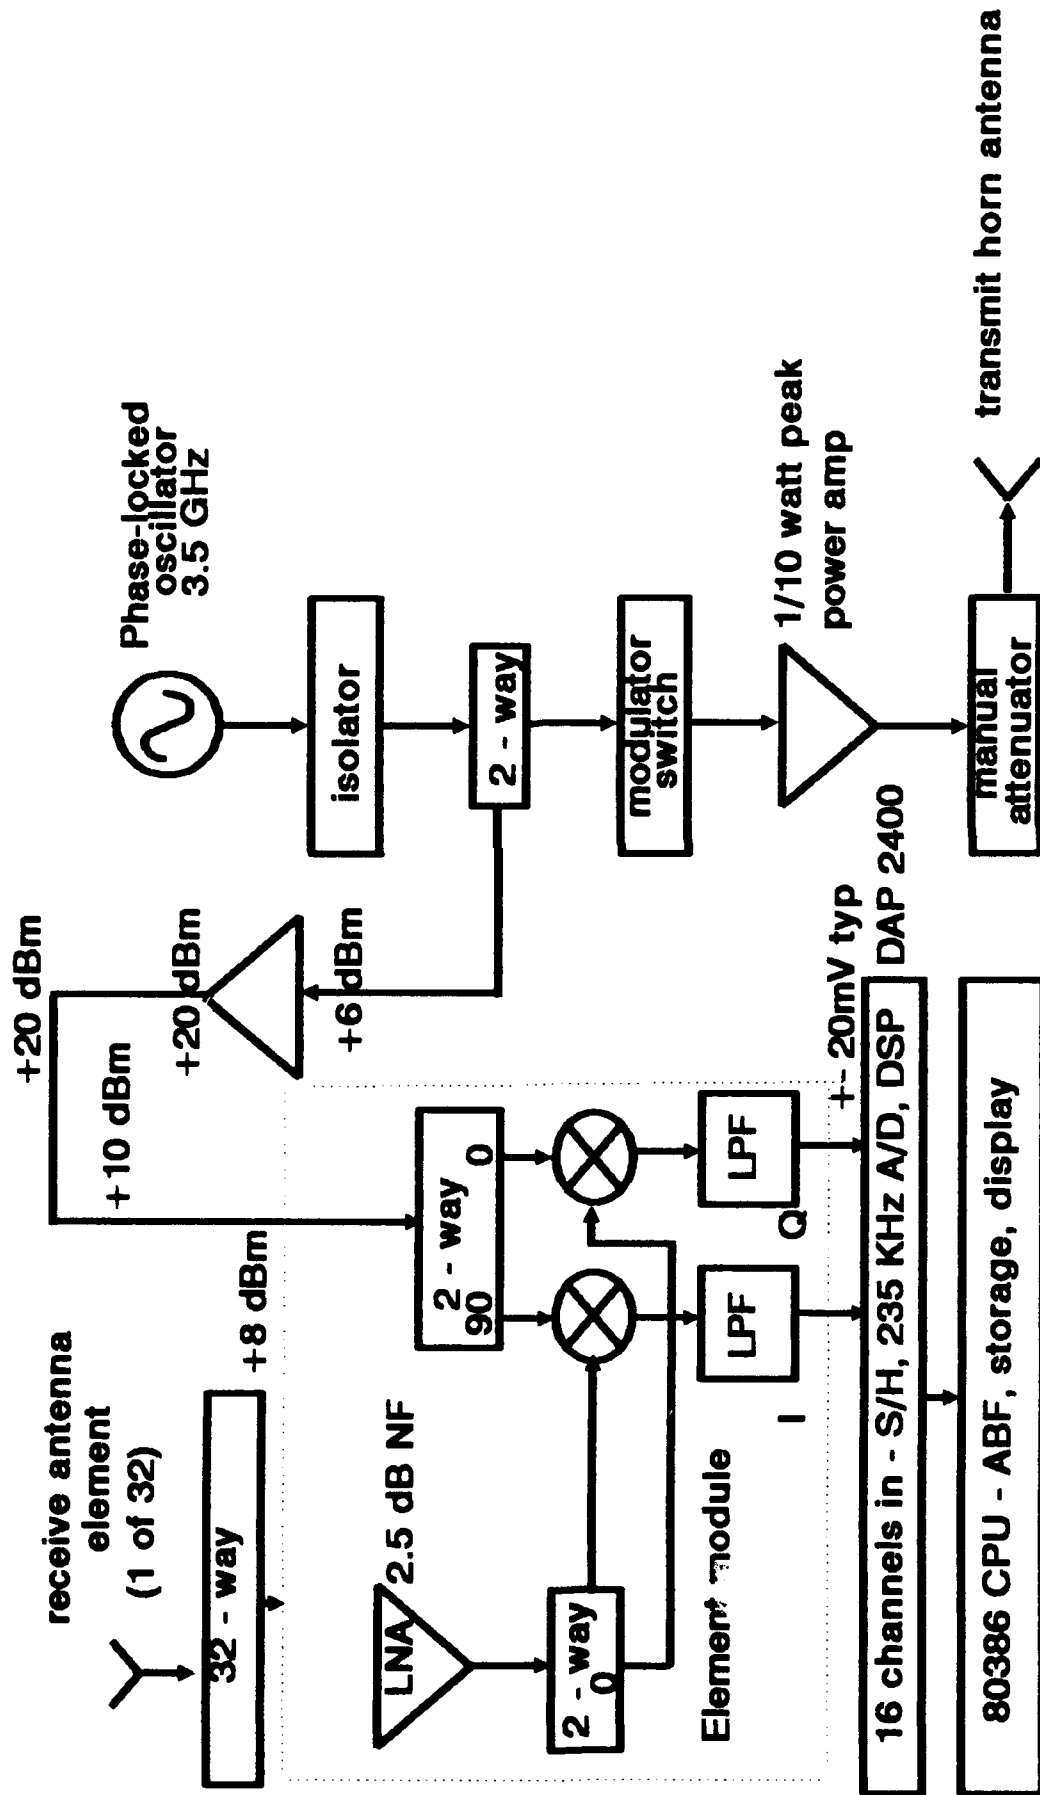 receive antenna
element
(1 of 32)
32 - way
+8 dBm
+10 dBm
+20 dBm
+20 dBm
+6 dBm
Phase-locked
oscillator
3.5 GHz
isolator
2 - way
modulator
switch
1/10 watt peak
power amp
manual
attenuator
transmit horn antenna
LNA
2.5 dB NF
2 - way
0
2 - way
90
0
LPF
LPF
I
Q
Element module
+- 20mV typ
16 channels in - S/H, 235 KHz A/D, DSP
DAP 2400
80386 CPU - ABF, storage, display